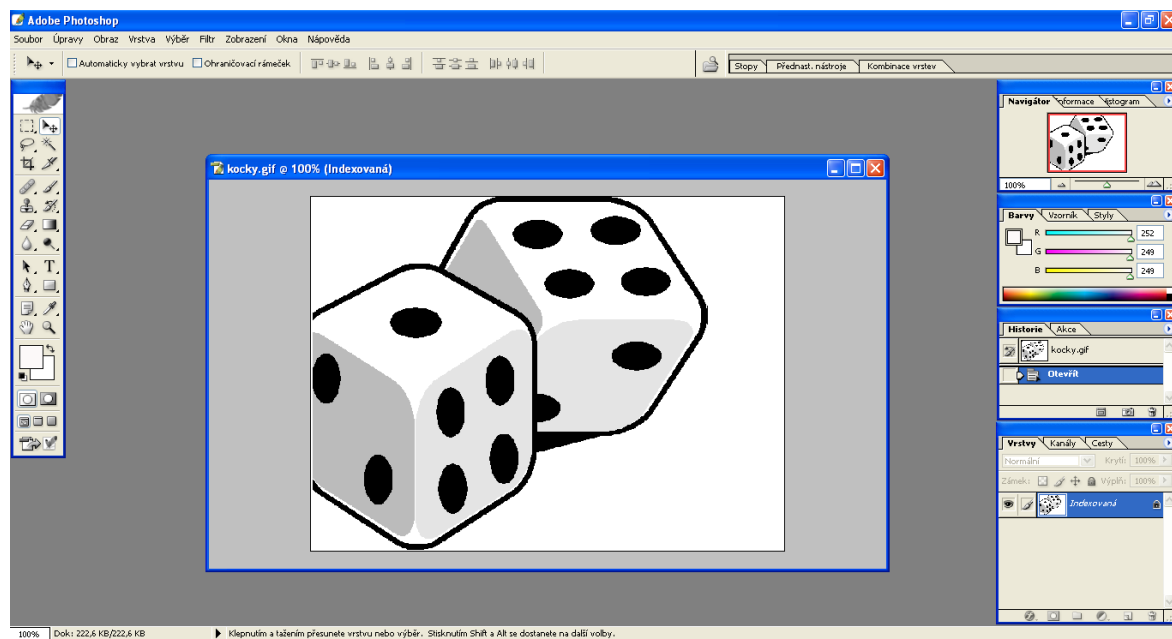 Adobe Photoshop
Soubor Úpravy Obraz Vrstva Výběr Filtr Zobrazení Okna Nápověda
Automaticky vybrat vrstvu Ohraničovací rámeček Stopy Přednast. nástroje Kombinace vrstev
Navigátor Informace Histogram
100%
kocky.gif @ 100% (Indexovaná)
Barvy Vzorník Styly
R 252
G 249
B 249
Historie Akce
kocky.gif
Otevřít
Vrstvy Kanály Cesty
Normální Krytí: 100%
Zámek: Výplň: 100%
Indexovaná
T
100% Dok: 222,6 KB/222,6 KB Klepnutím a tažením přesunete vrstvu nebo výběr. Stisknutím Shift a Alt se dostanete na další volby.